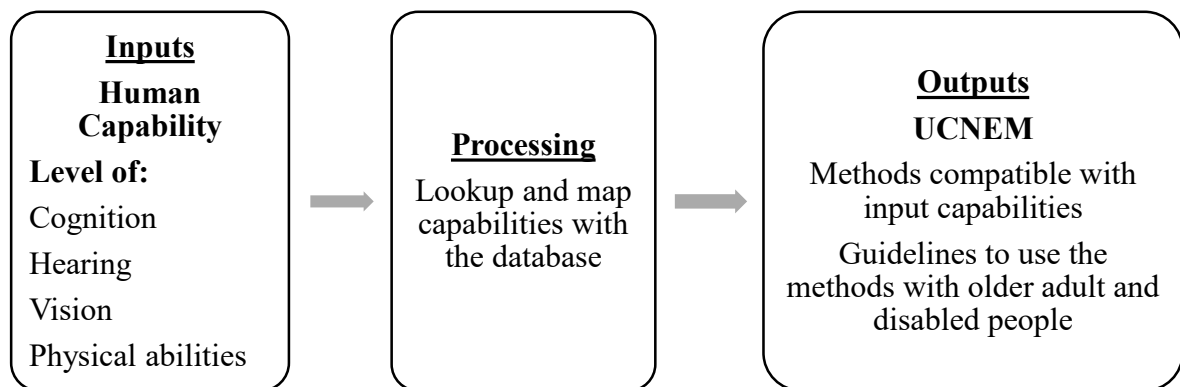 Inputs
Human
Capability
Level of:
Cognition
Hearing
Vision
Physical abilities
Processing
Lookup and map
capabilities with
the database
Outputs
UCNEM
Methods compatible with
input capabilities
Guidelines to use the
methods with older adult and
disabled people